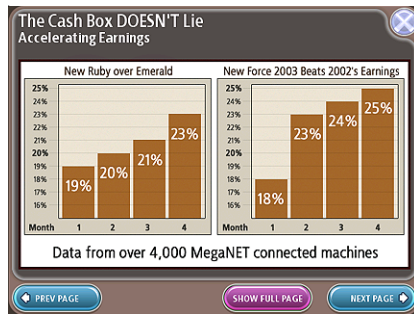 The Cash Box DOESN'T Lie
Accelerating Earnings
New Ruby over Emerald
25%
24%
23%
22%
21%
20%
19%
18%
17%
16%
19%
20%
21%
23%
Month 1 2 3 4
New Force 2003 Beats 2002's Earnings
25%
24%
23%
22%
21%
20%
19%
18%
17%
16%
18%
23%
24%
25%
Month 1 2 3 4
Data from over 4,000 MegaNET connected machines
PREV PAGE
SHOW FULL PAGE
NEXT PAGE